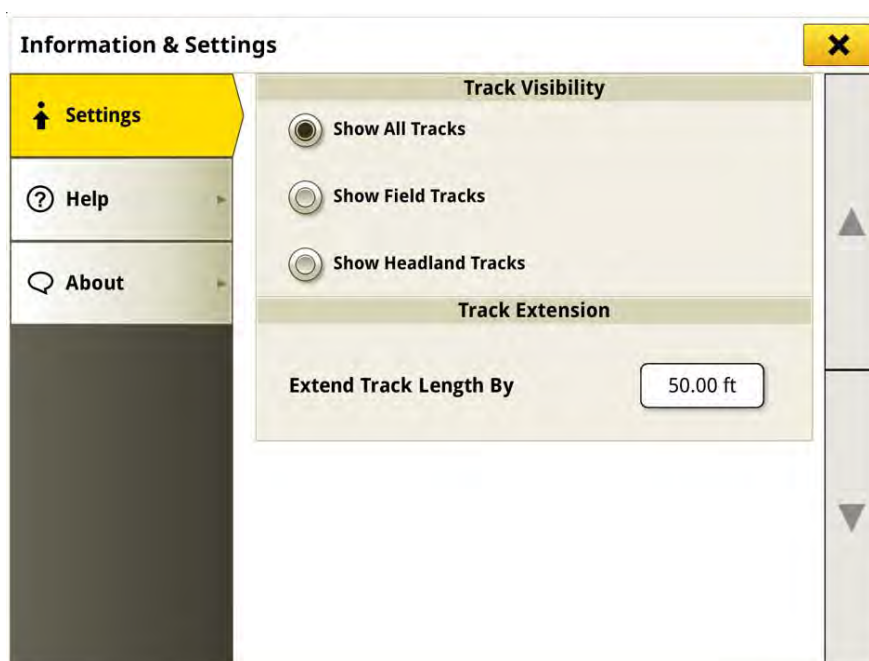 Information & Settings
Settings
Help
About
Track Visibility
Show All Tracks
Show Field Tracks
Show Headland Tracks
Track Extension
Extend Track Length By
50.00 ft